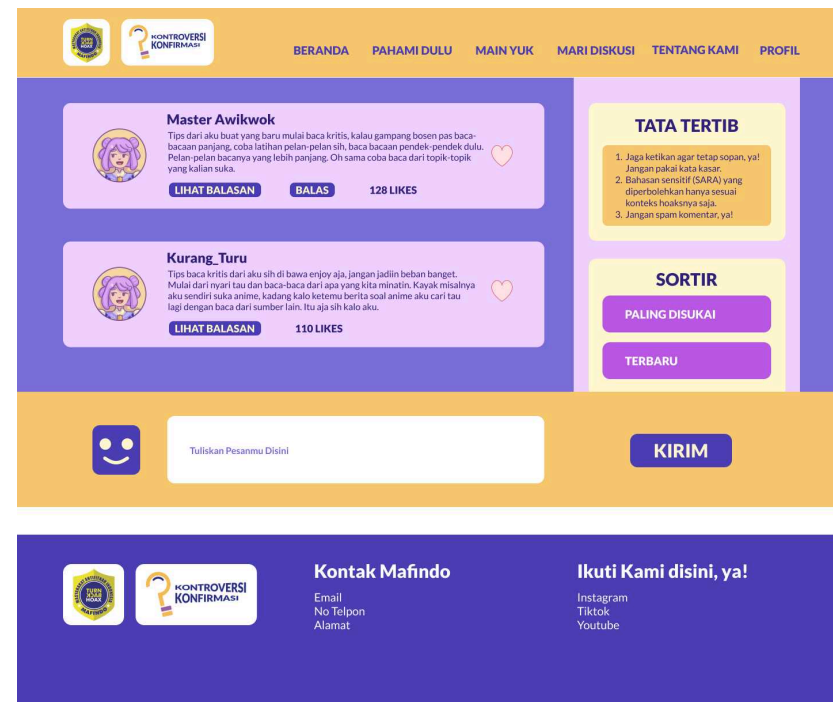 KONTROVERSI
KONFIRMASI
BERANDA PAHAMI DULU MAIN YUK MARI DISKUSI TENTANG KAMI PROFIL
Master Awikwok
Tips dari aku buat yang baru mulai baca kritis, kalau gampang bosen pas baca-
bacaan panjang, coba latihan pelan-pelan sih, baca bacaan pendek-pendek dulu.
Pelan-pelan bacanya yang lebih panjang. Oh sama coba baca dari topik-topik
yang kalian suka.
LIHAT BALASAN BALAS 128 LIKES
Kurang_Turu
Tips baca kritis dari aku sih di bawa enjoy aja, jangan jadiin beban banget.
Mulai dari nyari tau dan baca-baca dari apa yang kita minatin. Kayak misalnya
aku sendiri suka anime, kadang kalo ketemu berita soal anime aku cari tau
lagi dengan baca dari sumber lain. Itu aja sih kalo aku.
LIHAT BALASAN 110 LIKES
TATA TERTIB
1. Jaga ketikan agar tetap sopan, ya!
Jangan pakai kata kasar.
2. Bahasan sensitif (SARA) yang
diperbolehkan hanya sesuai
konteks hoaksnya saja.
3. Jangan spam komentar, ya!
SORTIR
PALING DISUKAI
TERBARU
Tuliskan Pesanmu Disini
KIRIM
TURN
BACK
HOAX
MAFINDO
KONTROVERSI
KONFIRMASI
Kontak Mafindo
Email
No Telpon
Alamat
Ikuti Kami disini, ya!
Instagram
Tiktok
Youtube